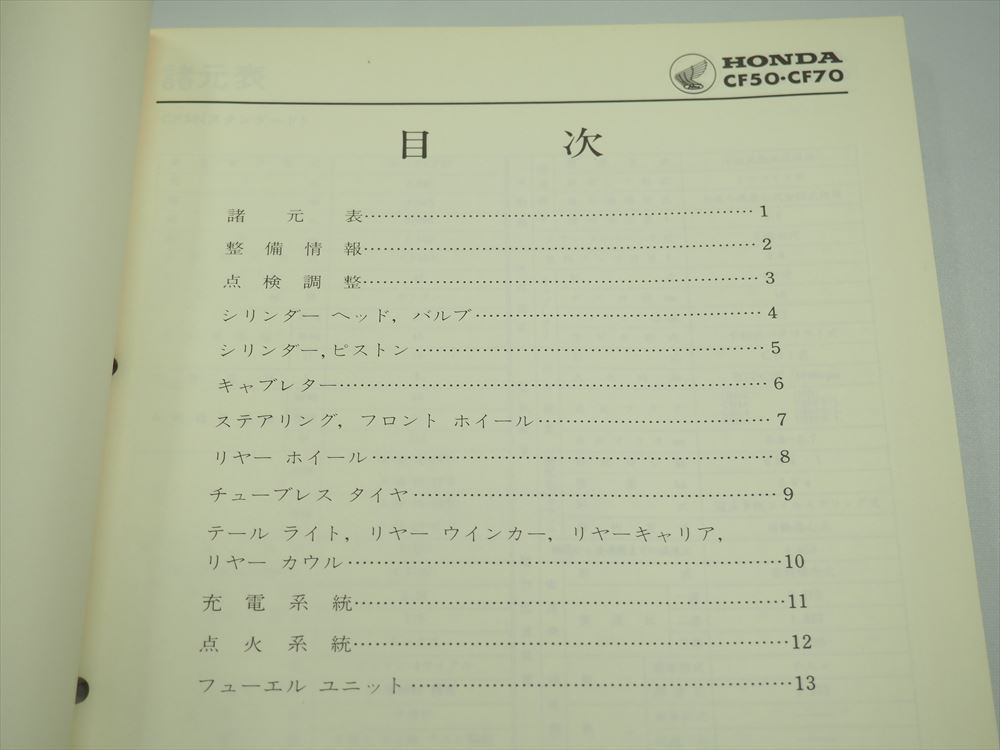 HONDA
CF50・CF70
目 次
諸 元 表……………………………………………………1
整 備 情 報……………………………………………………2
点 検 調 整……………………………………………………3
シリンダー ヘッド, バルブ……………………………………4
シリンダー,ピストン……………………………………………5
キャブレター………………………………………………………6
ステアリング, フロント ホイール……………………………7
リヤー ホイール…………………………………………………8
チューブレス タイヤ……………………………………………9
テール ライト, リヤー ウインカー, リヤーキャリア,
リヤー カウル……………………………………………………10
充 電 系 統……………………………………………………11
点 火 系 統……………………………………………………12
フューエル ユニット……………………………………………13